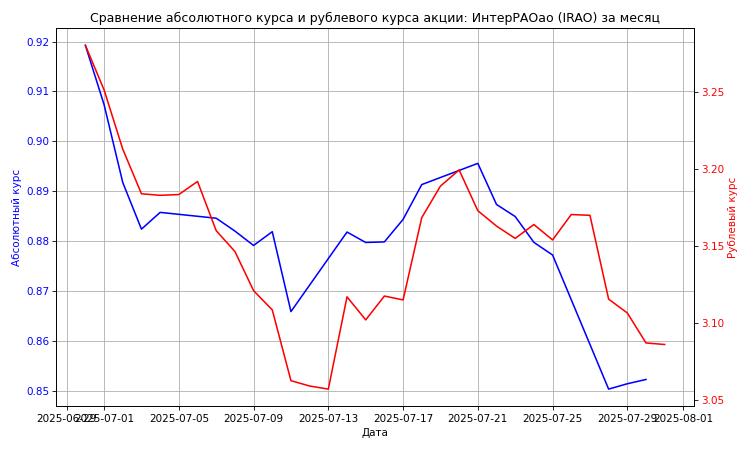 Сравнение абсолютного курса и рублевого курса акции: ИнтерРАОао (IRAO) за месяц
0.92
0.91
0.90
0.89
0.88
0.87
0.86
0.85
Абсолютный курс
3.25
3.20
3.15
3.10
3.05
Рублевый курс
2025-06-29 2025-07-01 2025-07-05 2025-07-09 2025-07-13 2025-07-17 2025-07-21 2025-07-25 2025-07-29 2025-08-01
Дата